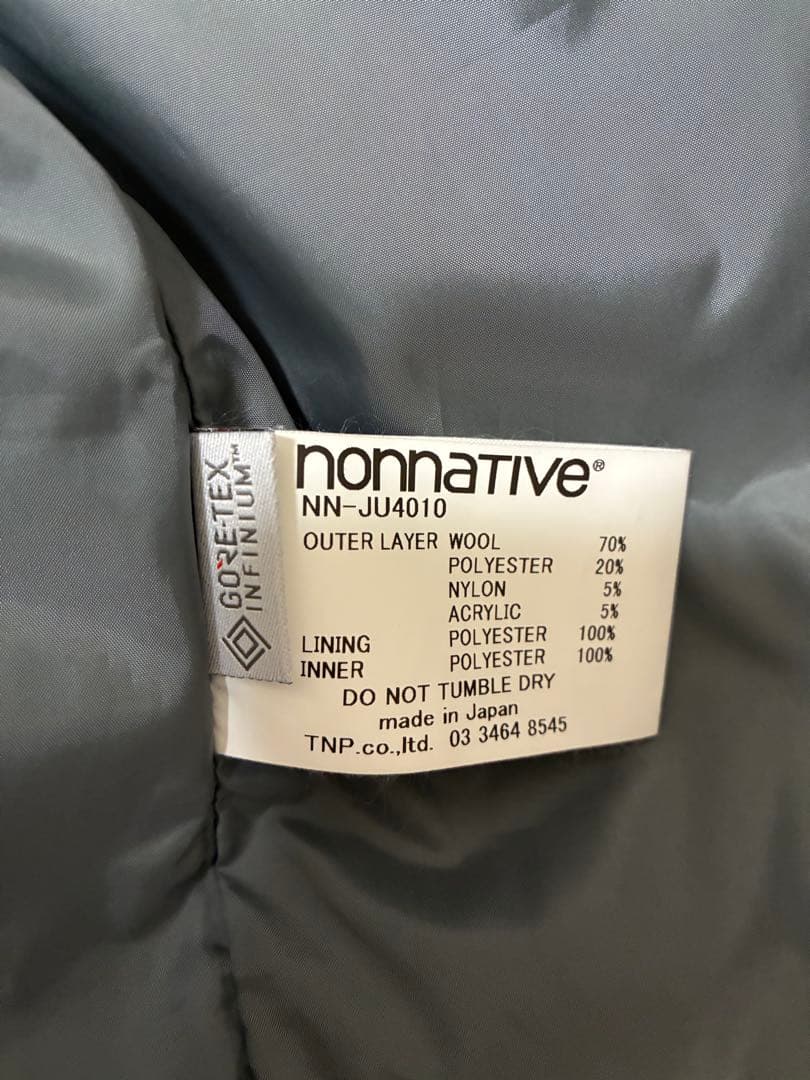 GORE-TEX
INFINIUM™
nonnative®
NN-JU4010
OUTER LAYER WOOL 70%
POLYESTER 20%
NYLON 5%
ACRYLIC 5%
LINING POLYESTER 100%
INNER POLYESTER 100%
DO NOT TUMBLE DRY
made in Japan
TNP.co.,ltd. 03 3464 8545